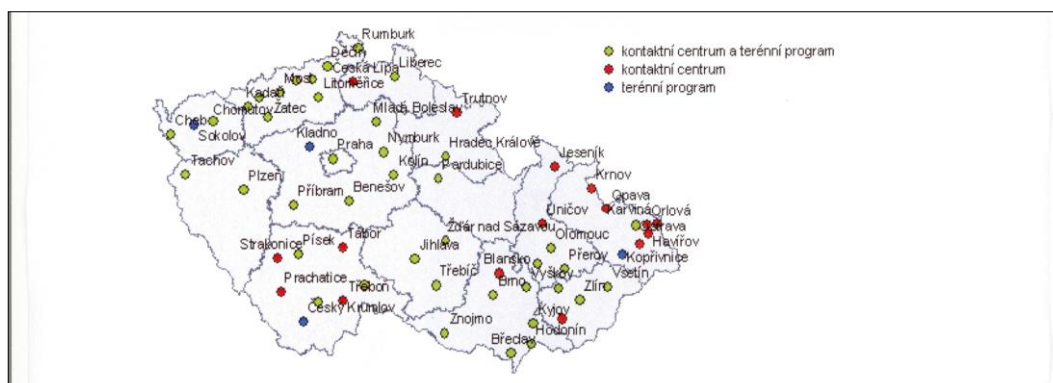 Rumburk
Děčín
Česká Lípa
Liberec
Most
Litoměřice
Kadaň
Trutnov
Chomutov
Žatec
Mladá Boleslav
Cheb
Sokolov
Kladno
Praha
Nymburk
Hradec Králové
Tachov
Plzeň
Kolín
Pardubice
Jeseník
Krnov
Příbram
Benešov
Opava
Karviná
Orlová
Uničov
Ostrava
Strakonice
Písek
Tábor
Jihlava
Žďár nad Sázavou
Olomouc
Havířov
Kopřivnice
Prachatice
Třeboň
Třebíč
Blansko
Brno
Vyškov
Přerov
Vsetín
Zlín
Český Krumlov
Znojmo
Kyjov
Hodonín
Břeclav
kontaktní centrum a terénní program
kontaktní centrum
terénní program